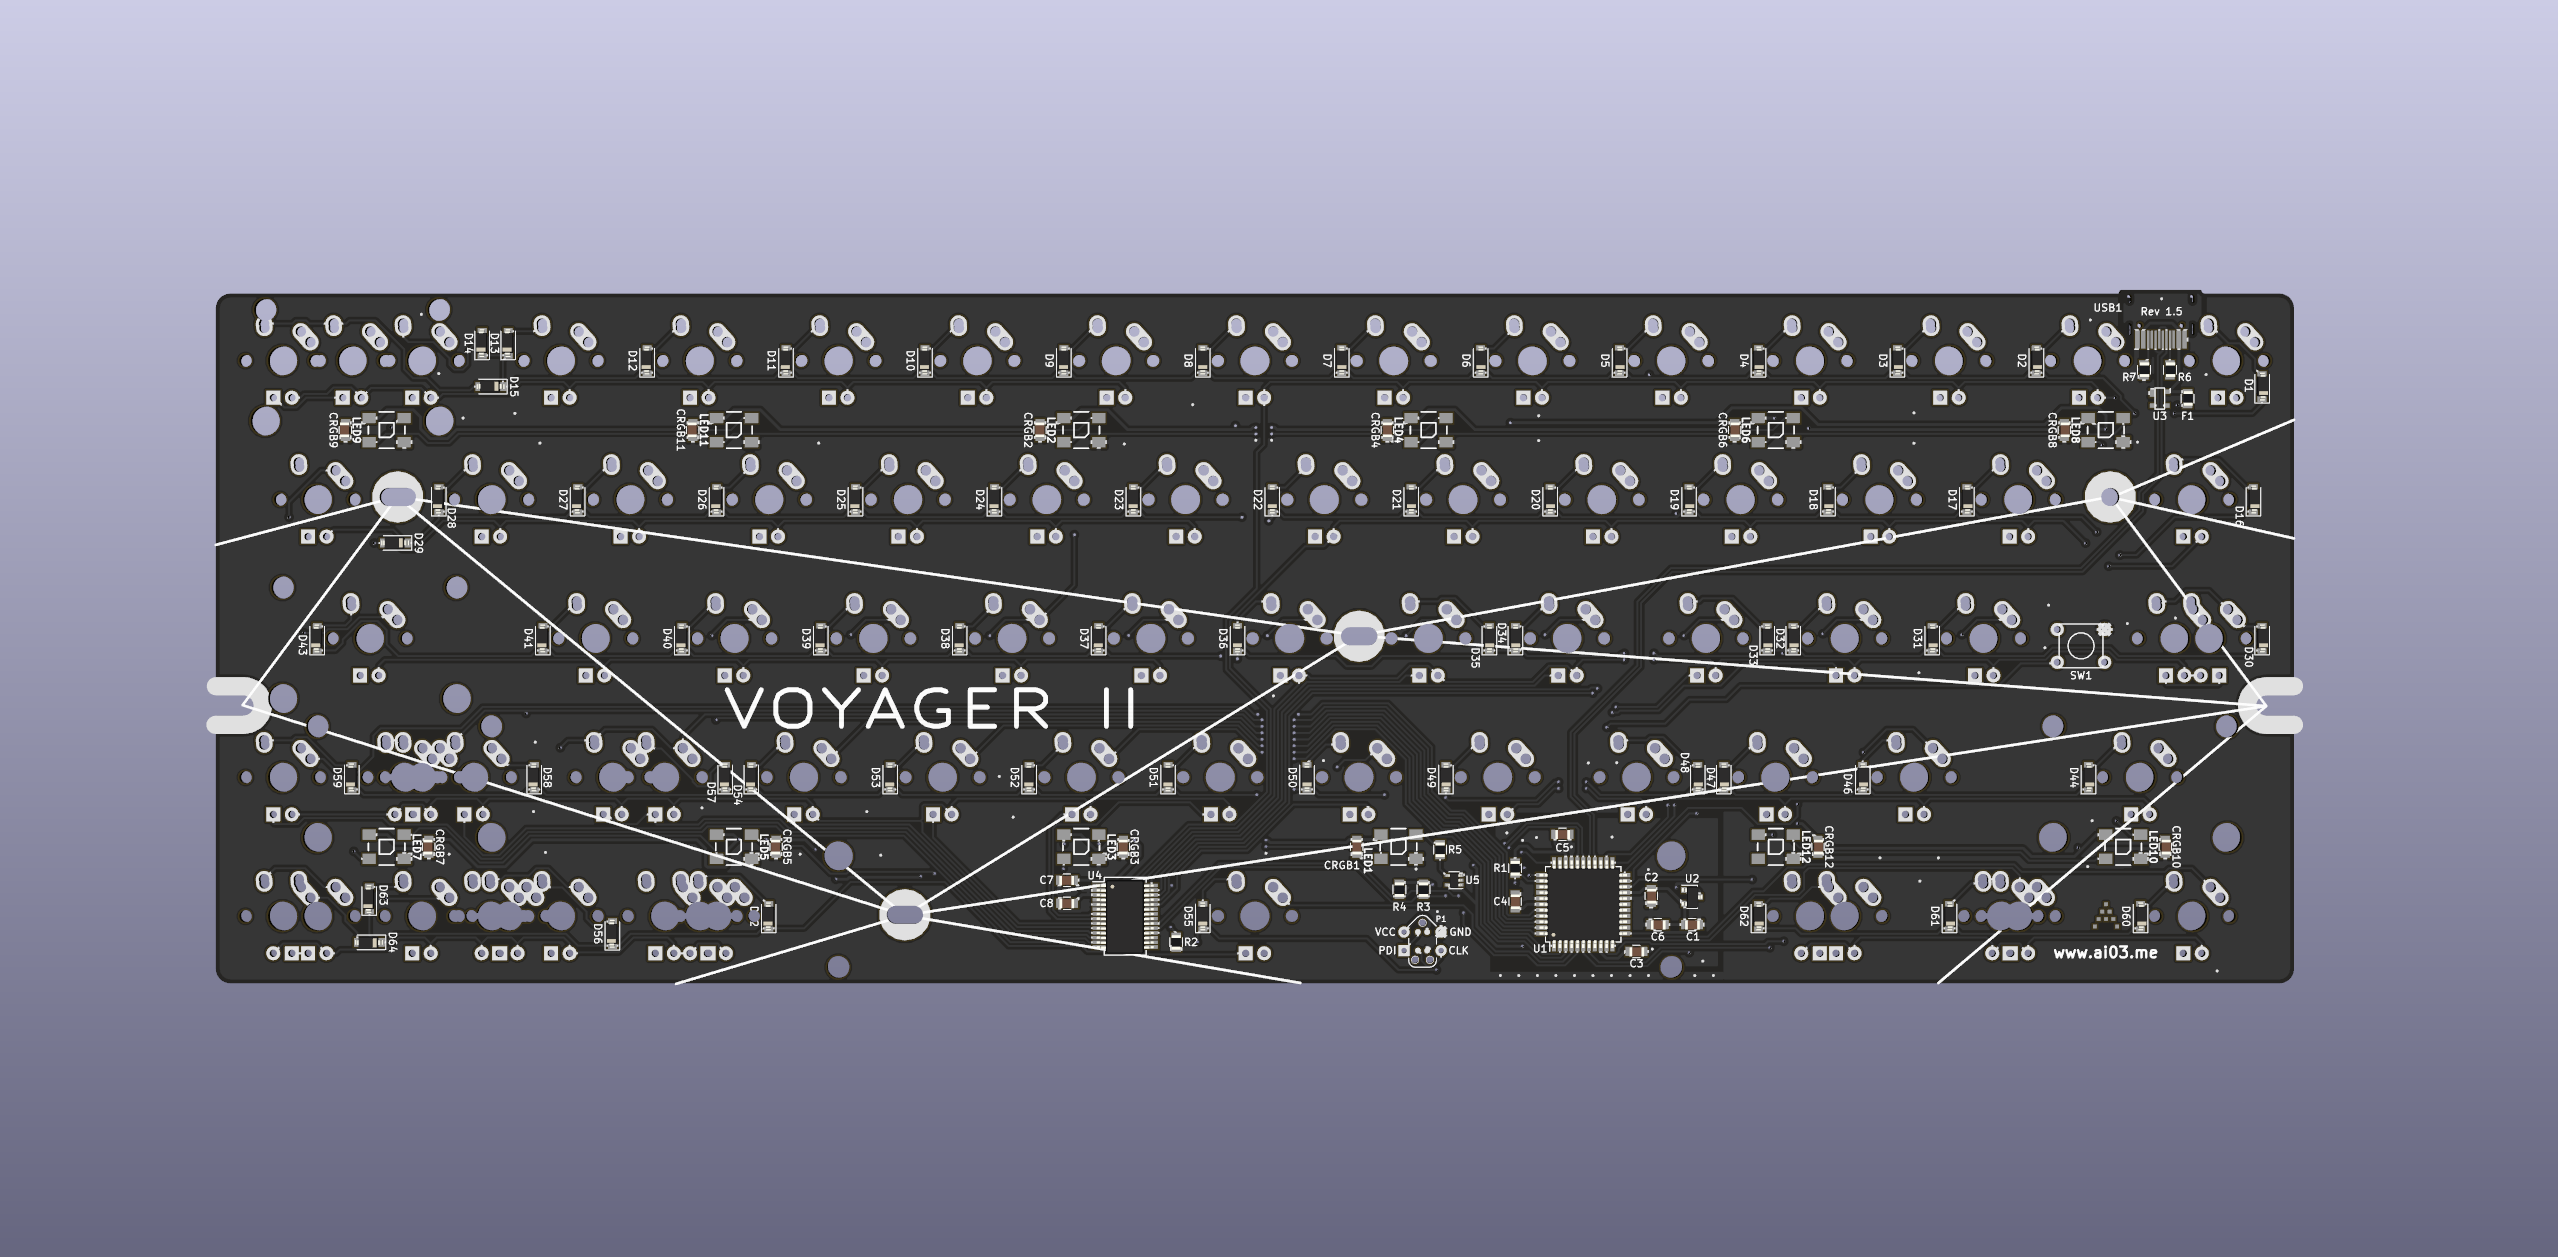 USB1 Rev 1.5
D14 D13 D12 D11 D10 D9 D8 D7 D6 D5 D4 D3 D2 D1
D15 R7 R6
U3 F1
CRGB9 LED9 CRGB11 LED11 CRGB2 LED2 CRGB4 LED4 CRGB6 LED6 CRGB8 LED8
D28 D27 D26 D25 D24 D23 D22 D21 D20 D19 D18 D17 D16
D29
D43 D41 D40 D39 D38 D37 D36 D35 D34 D33 D32 D31 D30
SW1
VOYAGER II
D59 D58 D57 D54 D53 D52 D51 D50 D49 D48 D47 D46 D44
LED7 CRGB7 LED5 CRGB5 LED3 CRGB3 CRGB1 LED1 R5 C5 LED12 CRGB12 LED10 CRGB10
C7 U4 R1 U5 C2 U2
C8 R4 R3 C4
D63 D56 D55 P1 D62 D61 D60
VCC GND
D64 R2 U1 C6 C1
PDI CLK
C3
www.ai03.me